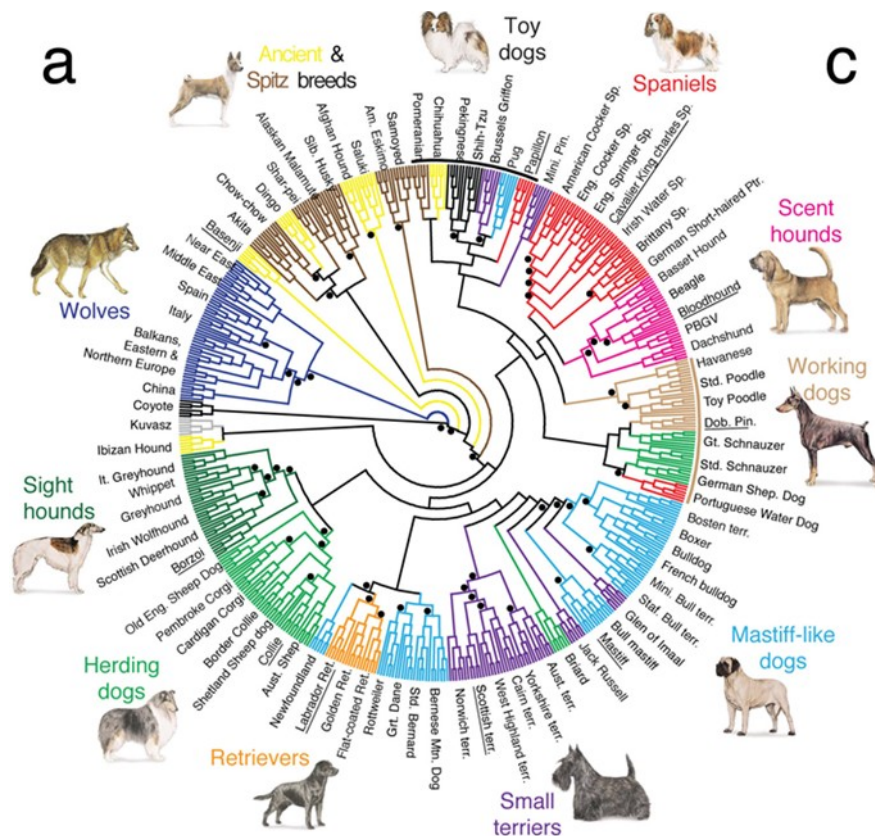 a
c
Ancient &
Spitz breeds
Toy
dogs
Spaniels
Scent
hounds
Working
dogs
Mastiff-like
dogs
Small
terriers
Retrievers
Herding
dogs
Sight
hounds
Wolves
Coyote
China
Balkans,
Eastern &
Northern Europe
Italy
Spain
Middle East
Near East
Basenji
Akita
Chow-chow
Dingo
Shar-pei
Alaskan Malamute
Sib. Husky
Afghan Hound
Saluki
Am. Eskimo
Samoyed
Pomeranian
Chihuahua
Pekingnese
Shih-Tzu
Brussels Griffon
Pug
Papillon
Mini. Pin.
American Cocker Sp.
Eng. Cocker Sp.
Eng. Springer Sp.
Cavalier King charles Sp.
Irish Water Sp.
Brittany Sp.
German Short-haired Ptr.
Basset Hound
Beagle
Bloodhound
PBGV
Dachshund
Havanese
Std. Poodle
Toy Poodle
Dob. Pin.
Gt. Schnauzer
Std. Schnauzer
German Shep. Dog
Portuguese Water Dog
Bosten terr.
Boxer
Bulldog
French bulldog
Mini. Bull terr.
Staf. Bull terr.
Glen of Imaal
Bull mastiff
Mastiff
Jack Russell
Briard
Aust. terr.
Yorkshire terr.
Cairn terr.
West Highland terr.
Scottish terr.
Norwich terr.
Bernese Mtn. Dog
Std. Bernard
Grt. Dane
Rottweiler
Flat-coated Ret.
Golden Ret.
Labrador Ret.
Newfoundland
Aust. Shep
Collie
Shetland Sheep dog
Border Collie
Cardigan Corgi
Pembroke Corgi
Old Eng. Sheep Dog
Borzoi
Scottish Deerhound
Irish Wolfhound
Greyhound
Whippet
It. Greyhound
Ibizan Hound
Kuvasz